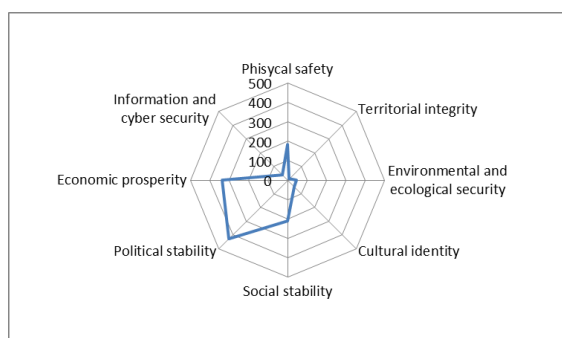 Phisycal safety
500
400
300
200
100
0
Territorial integrity
Environmental and
ecological security
Cultural identity
Social stability
Political stability
Economic prosperity
Information and
cyber security